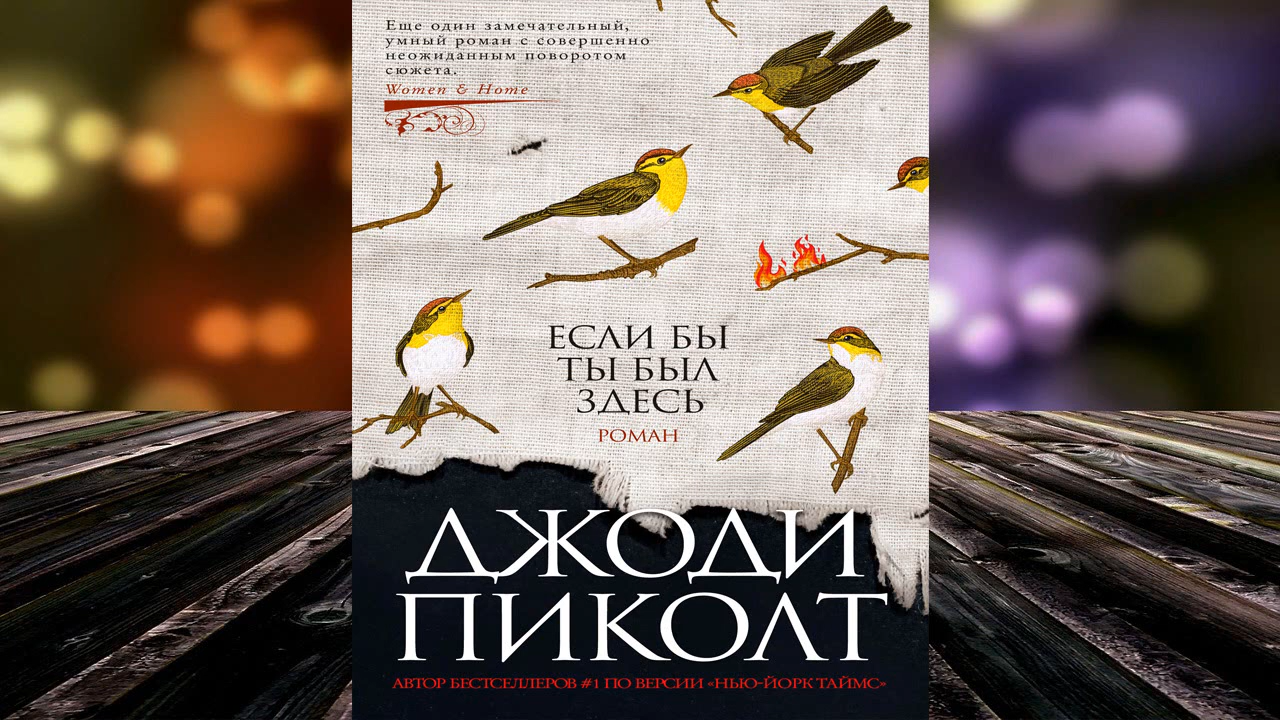 Еще один замечательный,
умный роман с совершенно
неожиданным поворотом
сюжета.
Women & Home
ЕСЛИ БЫ
ТЫ БЫЛ
ЗДЕСЬ
РОМАН
ДЖОДИ
ПИКОЛТ
АВТОР БЕСТСЕЛЛЕРОВ #1 ПО ВЕРСИИ «НЬЮ-ЙОРК ТАЙМС»